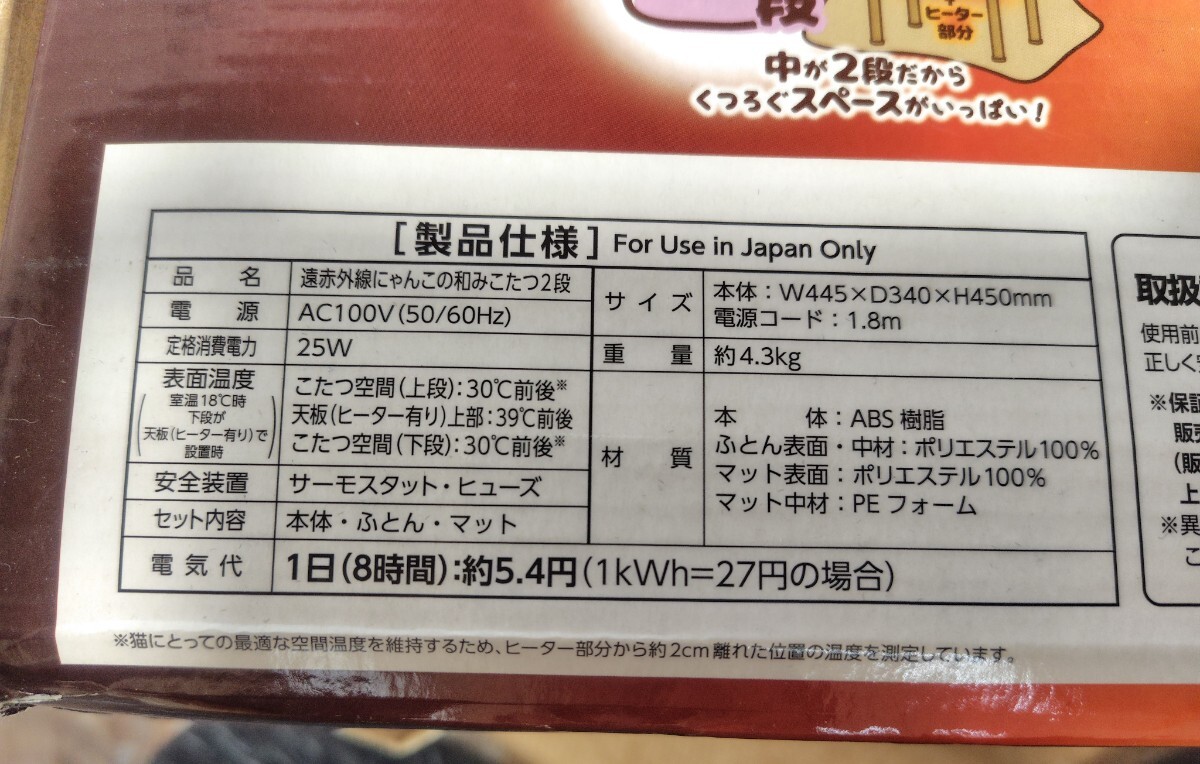 段
ヒーター
部分
中が2段だから
くつろぐスペースがいっぱい!
[製品仕様] For Use in Japan Only
品名 遠赤外線にゃんこの和みこたつ2段
電源 AC100V(50/60Hz)
定格消費電力 25W
表面温度
(室温18℃時
下段が
天板(ヒーター有り)で
設置時)
こたつ空間(上段):30℃前後※
天板(ヒーター有り)上部:39℃前後
こたつ空間(下段):30℃前後※
安全装置 サーモスタット・ヒューズ
セット内容 本体・ふとん・マット
サイズ
本体:W445×D340×H450mm
電源コード:1.8m
重量 約4.3kg
材質
本体:ABS樹脂
ふとん表面・中材:ポリエステル100%
マット表面:ポリエステル100%
マット中材:PEフォーム
電気代 1日(8時間):約5.4円(1kWh=27円の場合)
※猫にとっての最適な空間温度を維持するため、ヒーター部分から約2cm離れた位置の温度を測定しています。
取扱
使用前
正しく
※保証
販売
(販
上
※異
こ